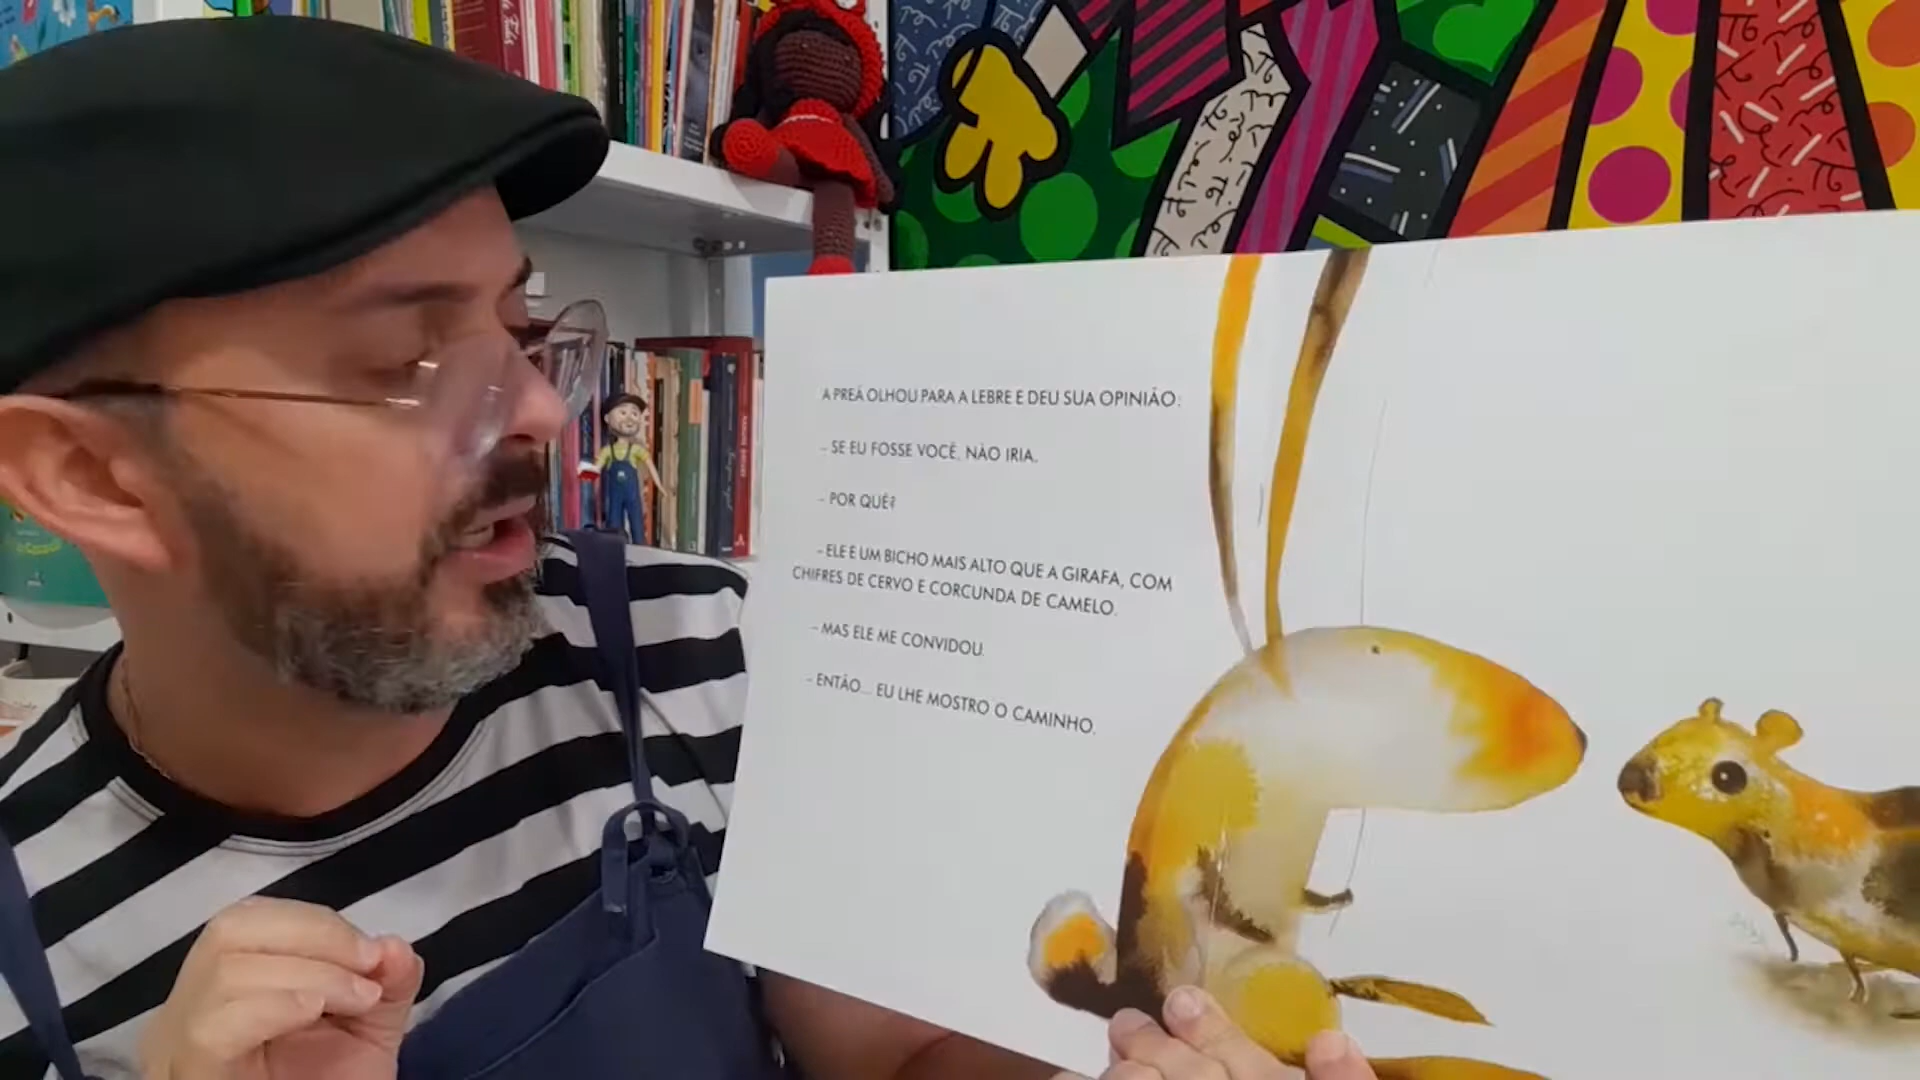 A PREÁ OLHOU PARA A LEBRE E DEU SUA OPINIÃO:
– SE EU FOSSE VOCÊ, NÃO IRIA.
– POR QUÊ?
– ELE É UM BICHO MAIS ALTO QUE A GIRAFA, COM
CHIFRES DE CERVO E CORCUNDA DE CAMELO.
– MAS ELE ME CONVIDOU.
– ENTÃO... EU LHE MOSTRO O CAMINHO.